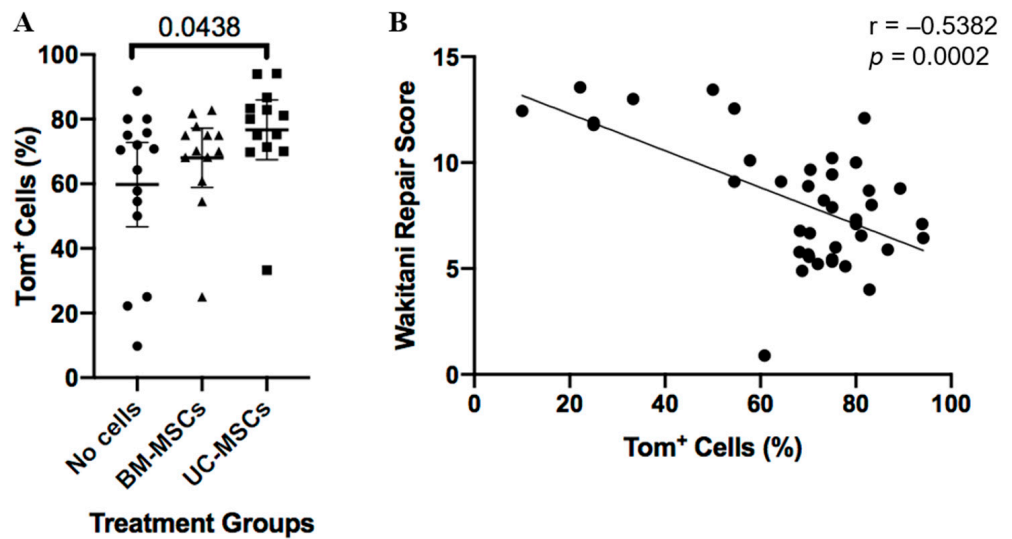 A
0.0438
100
80
60
40
20
0
Tom+ Cells (%)
No cells
BM-MSCs
UC-MSCs
Treatment Groups
B
r = –0.5382
p = 0.0002
15
10
5
0
Wakitani Repair Score
0 20 40 60 80 100
Tom+ Cells (%)